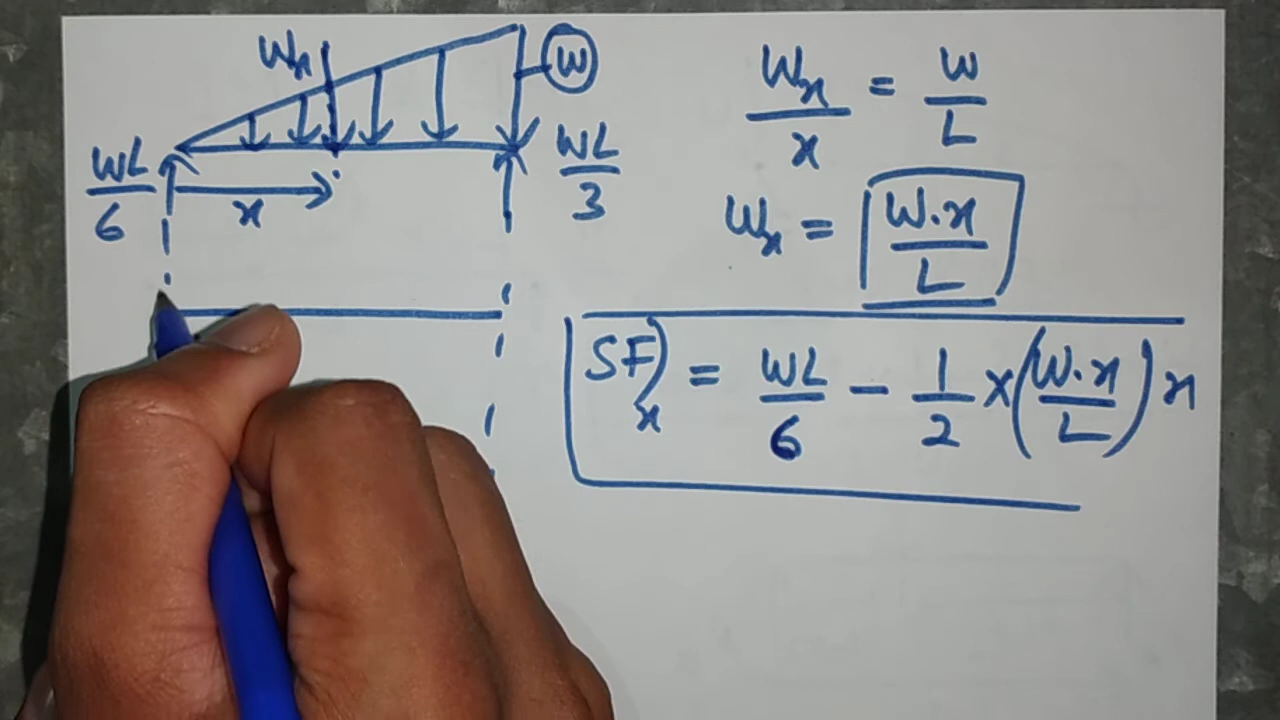 Wx
W
WL/6
WL/3
x
Wx/x = W/L
Wx = W·x/L
SF)x = WL/6 - 1/2 × (W·x/L) x